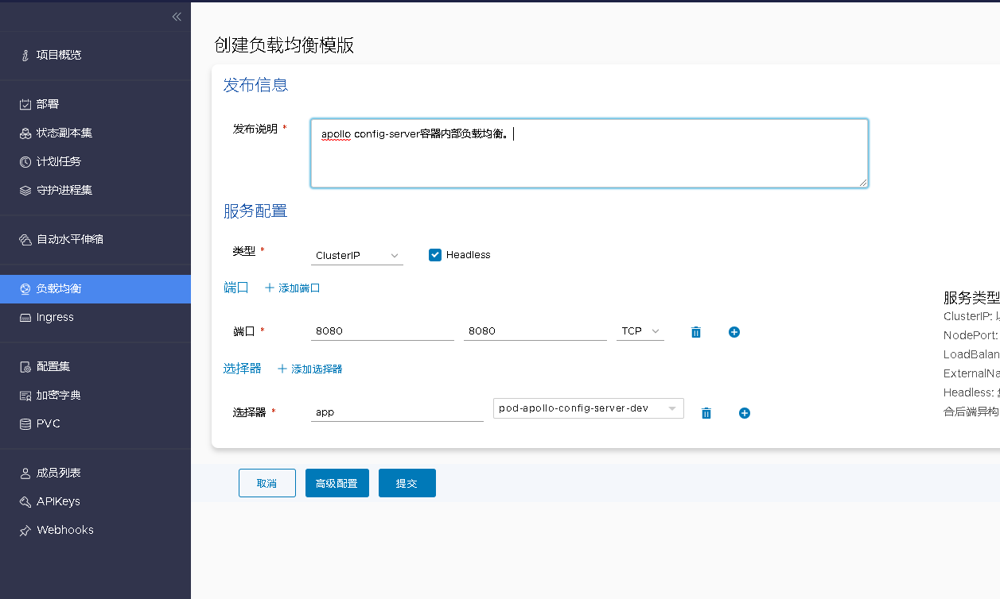 项目概览
部署
状态副本集
计划任务
守护进程集
自动水平伸缩
负载均衡
Ingress
配置集
加密字典
PVC
成员列表
APIKeys
Webhooks
创建负载均衡模版
发布信息
发布说明 *
apollo config-server容器内部负载均衡。
服务配置
类型 *
ClusterIP
Headless
端口 添加端口
端口 * 8080 8080 TCP
选择器 添加选择器
选择器 * app pod-apollo-config-server-dev
取消 高级配置 提交
服务类型
ClusterIP:
NodePort:
LoadBalan
ExternalNa
Headless:
合后端异构